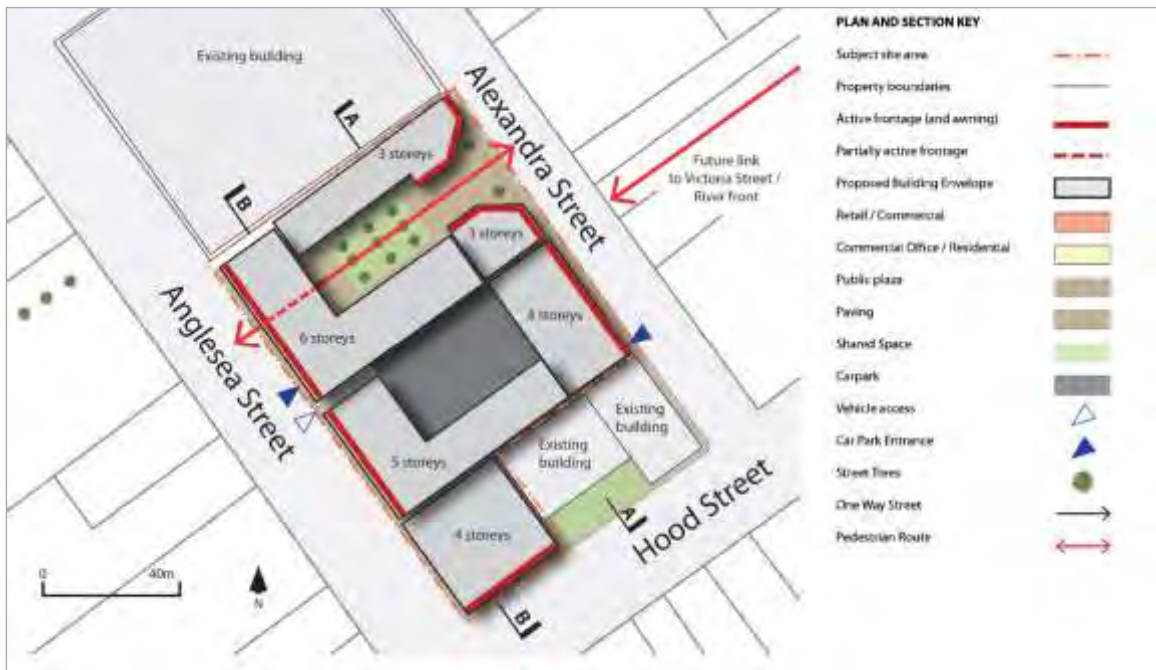 Existing building
A
B
3 storeys
Alexandra Street
Future link
to Victoria Street /
River front
3 storeys
8 storeys
6 storeys
Anglesea Street
5 storeys
Existing
building
Existing
building
4 storeys
A
Hood Street
B
0
40m
N
PLAN AND SECTION KEY
Subject site area
Property boundaries
Active frontage (and awning)
Partially active frontage
Proposed Building Envelope
Retail / Commercial
Commercial Office / Residential
Public plaza
Paving
Shared Space
Carpark
Vehicle access
Car Park Entrance
Street Trees
One Way Street
Pedestrian Route